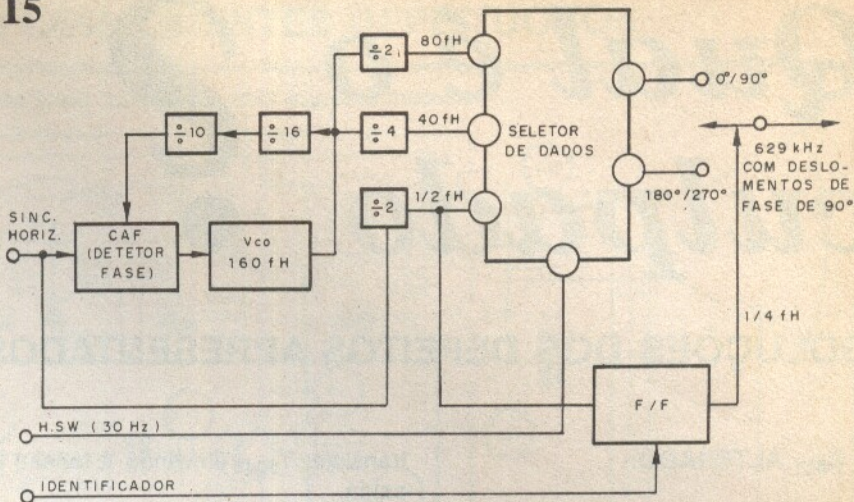 15
÷2
80fH
0°/90°
÷10
÷16
÷4
40fH
SELETOR
DE DADOS
629 kHz
COM DESLO-
MENTOS DE
FASE DE 90°
180°/270°
÷2
1/2 fH
SINC.
HORIZ.
CAF
(DETETOR
FASE)
Vco
160fH
1/4 fH
F/F
H.SW (30 Hz)
IDENTIFICADOR